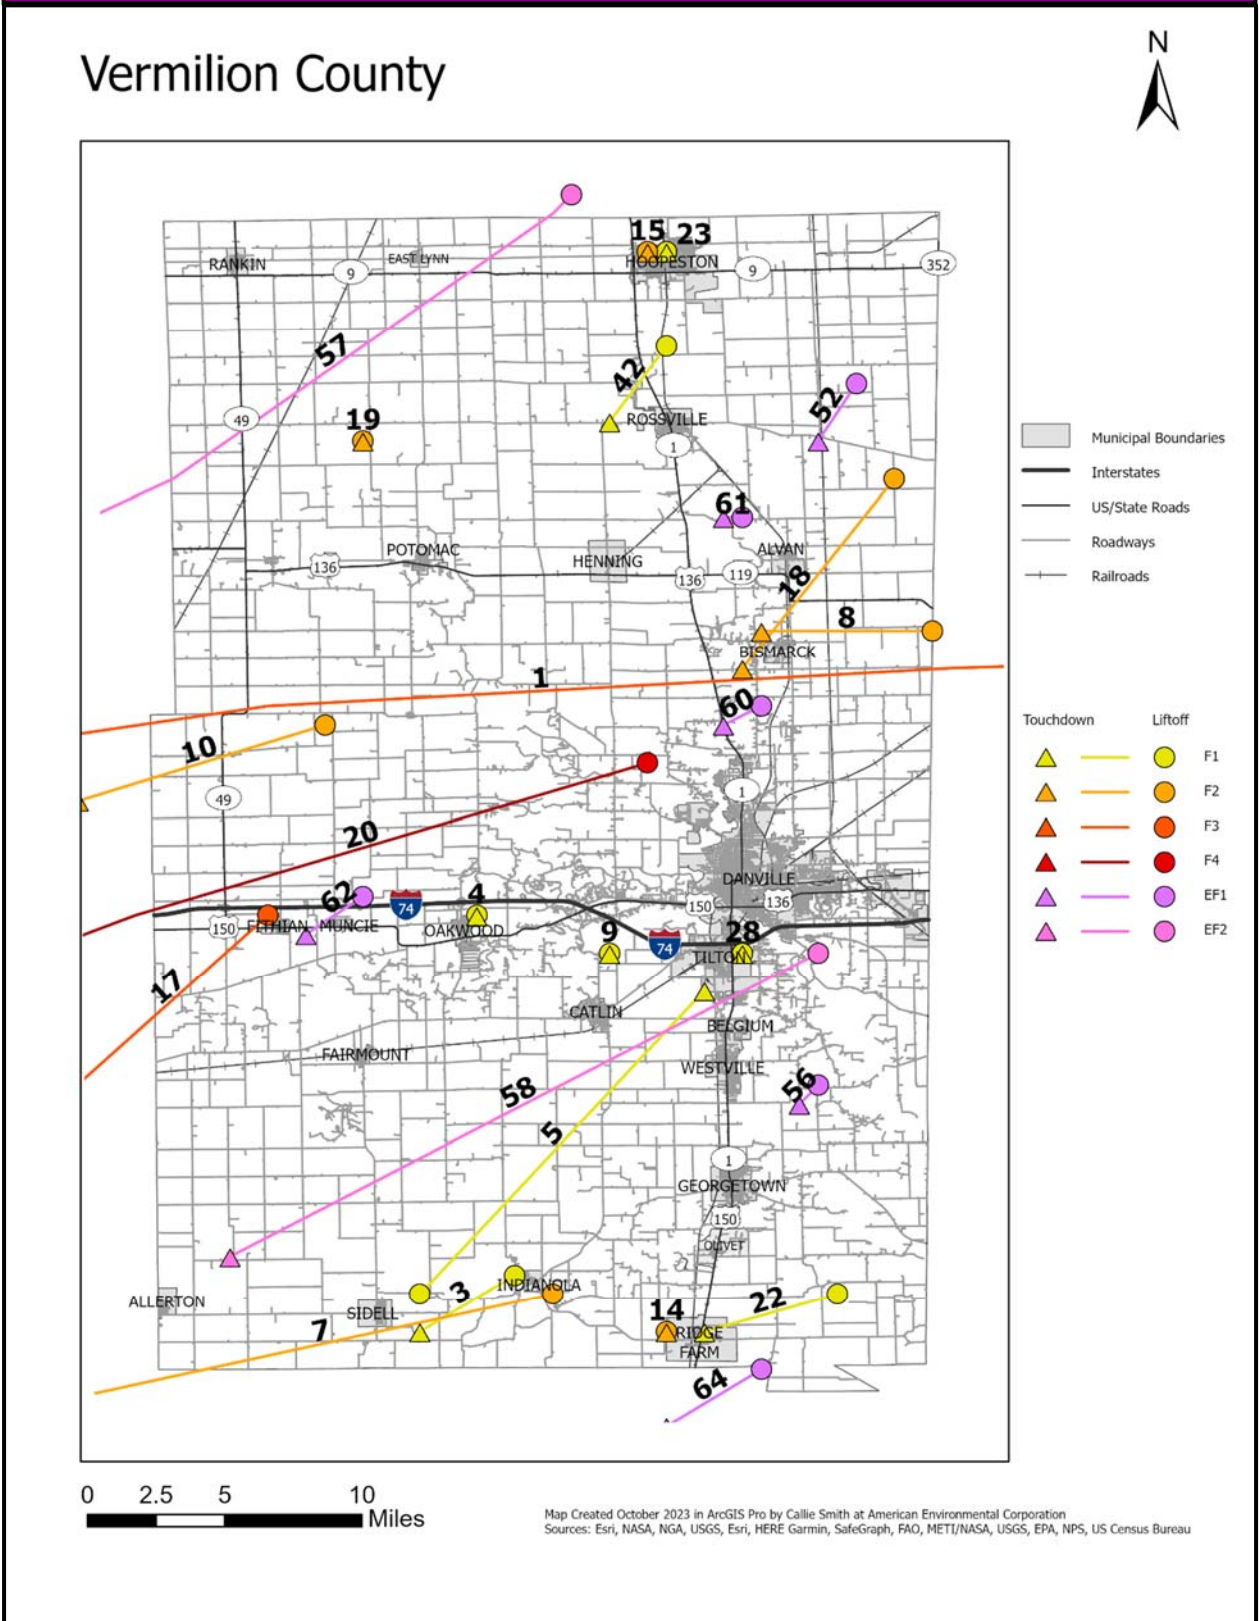 Vermilion County
N
15 23
RANKIN
EAST LYNN
HOOPESTON
9
9
352
57
42
52
49
19
ROSSVILLE
1
61
POTOMAC
HENNING
ALVAN
136
136
119
18
8
BISMARCK
1
60
10
49
1
20
DANVILLE
62
74
4
150
136
150
FITHIAN
MUNCIE
OAKWOOD
9
74
28
TILTON
17
CATLIN
BELGIUM
FAIRMOUNT
WESTVILLE
58
56
5
1
GEORGETOWN
150
OLIVET
INDIANOLA
ALLERTON
3
22
SIDELL
14
7
RIDGE
FARM
64
Municipal Boundaries
Interstates
US/State Roads
Roadways
Railroads
Touchdown Liftoff
F1
F2
F3
F4
EF1
EF2
0 2.5 5 10
Miles
Map Created October 2023 in ArcGIS Pro by Callie Smith at American Environmental Corporation
Sources: Esri, NASA, NGA, USGS, Esri, HERE Garmin, SafeGraph, FAO, METI/NASA, USGS, EPA, NPS, US Census Bureau